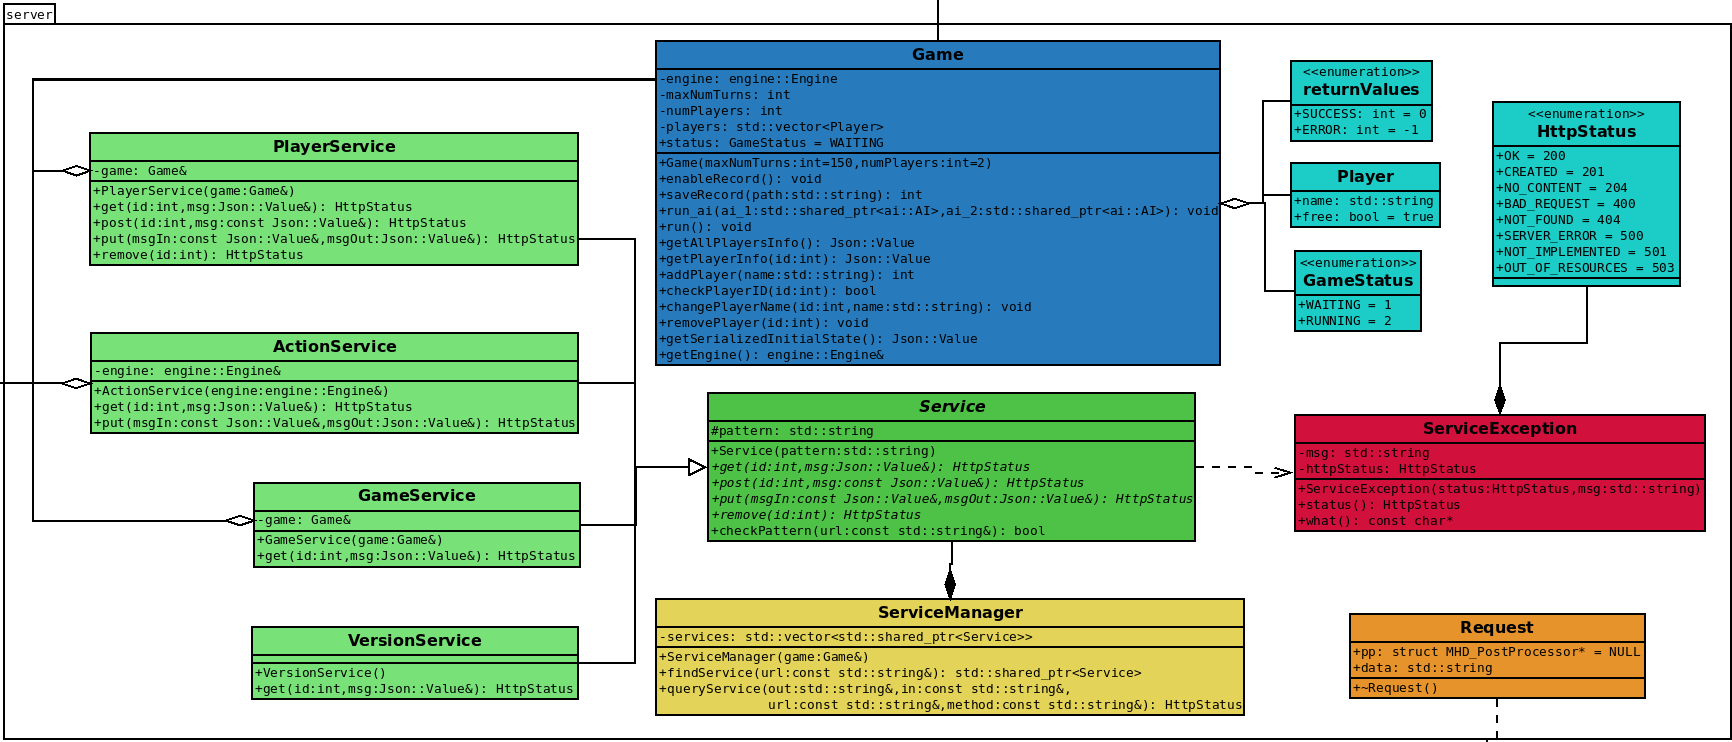 server
Game
-engine: engine::Engine
-maxNumTurns: int
-numPlayers: int
-players: std::vector<Player>
+status: GameStatus = WAITING
+Game(maxNumTurns:int=150,numPlayers:int=2)
+enableRecord(): void
+saveRecord(path:std::string): int
+run_ai(ai_1:std::shared_ptr<ai::AI>,ai_2:std::shared_ptr<ai::AI>): void
+run(): void
+getAllPlayersInfo(): Json::Value
+getPlayerInfo(id:int): Json::Value
+addPlayer(name:std::string): int
+checkPlayerID(id:int): bool
+changePlayerName(id:int,name:std::string): void
+removePlayer(id:int): void
+getSerializedInitialState(): Json::Value
+getEngine(): engine::Engine&
<<enumeration>>
returnValues
+SUCCESS: int = 0
+ERROR: int = -1
Player
+name: std::string
+free: bool = true
<<enumeration>>
GameStatus
+WAITING = 1
+RUNNING = 2
<<enumeration>>
HttpStatus
+OK = 200
+CREATED = 201
+NO_CONTENT = 204
+BAD_REQUEST = 400
+NOT_FOUND = 404
+SERVER_ERROR = 500
+NOT_IMPLEMENTED = 501
+OUT_OF_RESOURCES = 503
PlayerService
-game: Game&
+PlayerService(game:Game&)
+get(id:int,msg:Json::Value&): HttpStatus
+post(id:int,msg:const Json::Value&): HttpStatus
+put(msgIn:const Json::Value&,msgOut:Json::Value&): HttpStatus
+remove(id:int): HttpStatus
ActionService
-engine: engine::Engine&
+ActionService(engine:engine::Engine&)
+get(id:int,msg:Json::Value&): HttpStatus
+put(msgIn:const Json::Value&,msgOut:Json::Value&): HttpStatus
GameService
-game: Game&
+GameService(game:Game&)
+get(id:int,msg:Json::Value&): HttpStatus
VersionService
+VersionService()
+get(id:int,msg:Json::Value&): HttpStatus
Service
#pattern: std::string
+Service(pattern:std::string)
+get(id:int,msg:Json::Value&): HttpStatus
+post(id:int,msg:const Json::Value&): HttpStatus
+put(msgIn:const Json::Value&,msgOut:Json::Value&): HttpStatus
+remove(id:int): HttpStatus
+checkPattern(url:const std::string&): bool
ServiceException
-msg: std::string
-httpStatus: HttpStatus
+ServiceException(status:HttpStatus,msg:std::string)
+status(): HttpStatus
+what(): const char*
ServiceManager
-services: std::vector<std::shared_ptr<Service>>
+ServiceManager(game:Game&)
+findService(url:const std::string&): std::shared_ptr<Service>
+queryService(out:std::string&,in:const std::string&,
url:const std::string&,method:const std::string&): HttpStatus
Request
+pp: struct MHD_PostProcessor* = NULL
+data: std::string
+~Request()